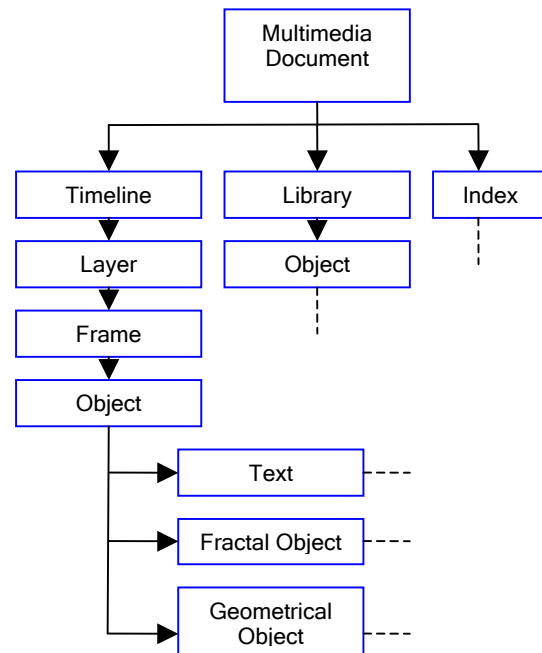 Multimedia
Document
Timeline
Library
Index
Layer
Object
Frame
Object
Text
Fractal Object
Geometrical
Object